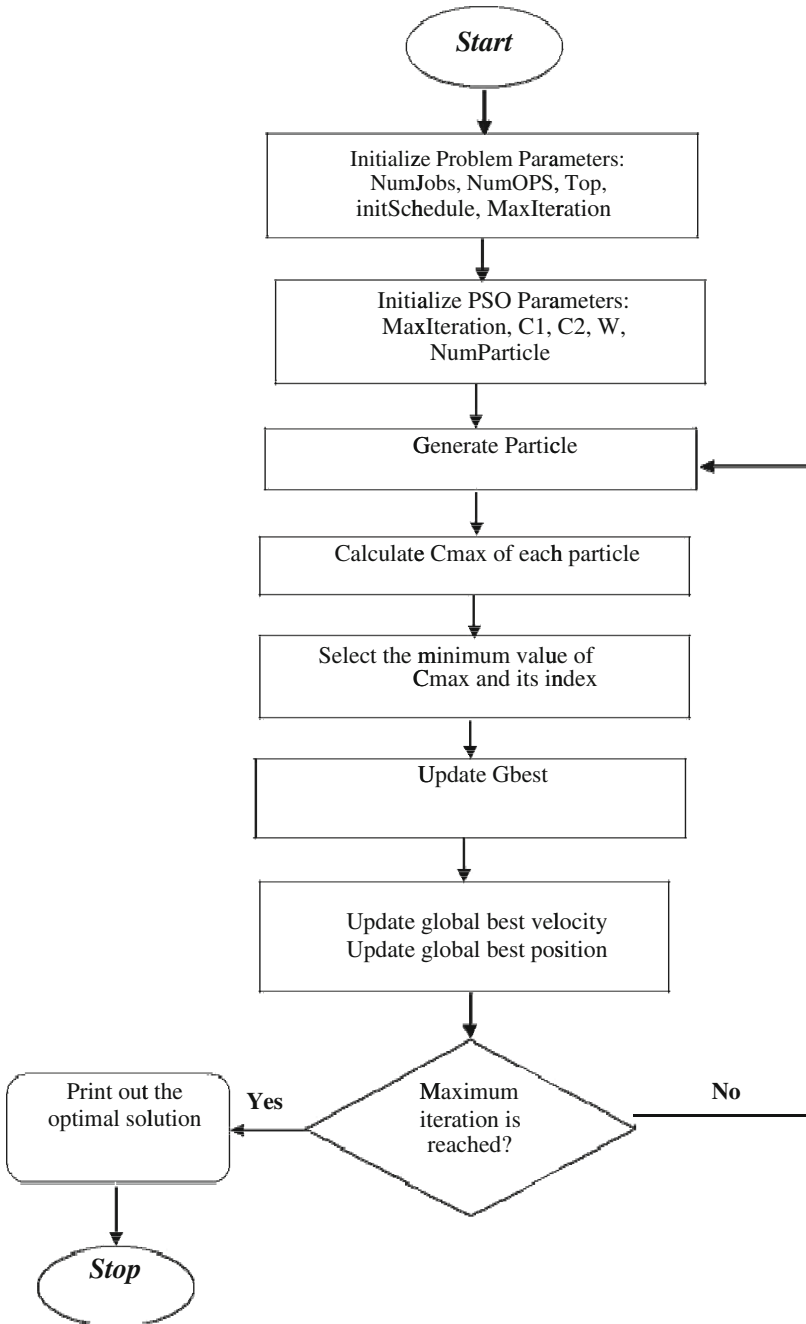 Start
Initialize Problem Parameters:
NumJobs, NumOPS, Top,
initSchedule, MaxIteration
Initialize PSO Parameters:
MaxIteration, C1, C2, W,
NumParticle
Generate Particle
Calculate Cmax of each particle
Select the minimum value of
Cmax and its index
Update Gbest
Update global best velocity
Update global best position
Maximum
iteration is
reached?
Yes
No
Print out the
optimal solution
Stop